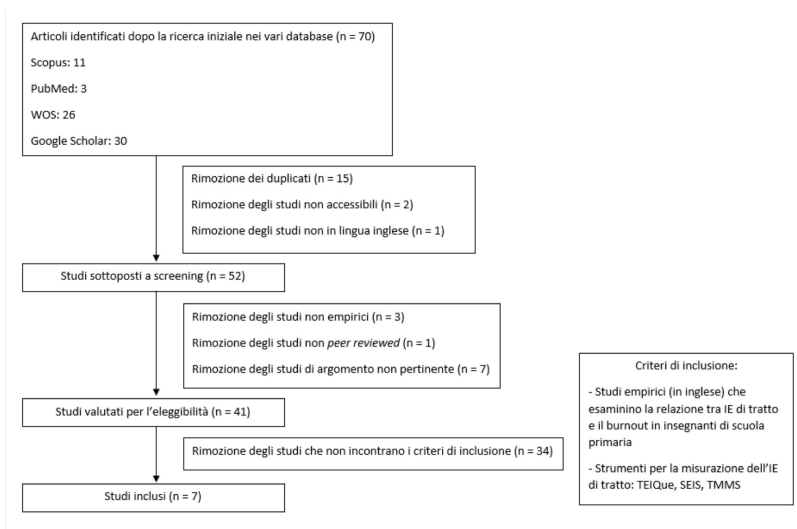 Articoli identificati dopo la ricerca iniziale nei vari database (n = 70)
Scopus: 11
PubMed: 3
WOS: 26
Google Scholar: 30
Rimozione dei duplicati (n = 15)
Rimozione degli studi non accessibili (n = 2)
Rimozione degli studi non in lingua inglese (n = 1)
Studi sottoposti a screening (n = 52)
Rimozione degli studi non empirici (n = 3)
Rimozione degli studi non peer reviewed (n = 1)
Rimozione degli studi di argomento non pertinente (n = 7)
Studi valutati per l'eleggibilità (n = 41)
Rimozione degli studi che non incontrano i criteri di inclusione (n = 34)
Studi inclusi (n = 7)
Criteri di inclusione:
- Studi empirici (in inglese) che
esaminino la relazione tra IE di tratto
e il burnout in insegnanti di scuola
primaria
- Strumenti per la misurazione dell'IE
di tratto: TEIQue, SEIS, TMMS